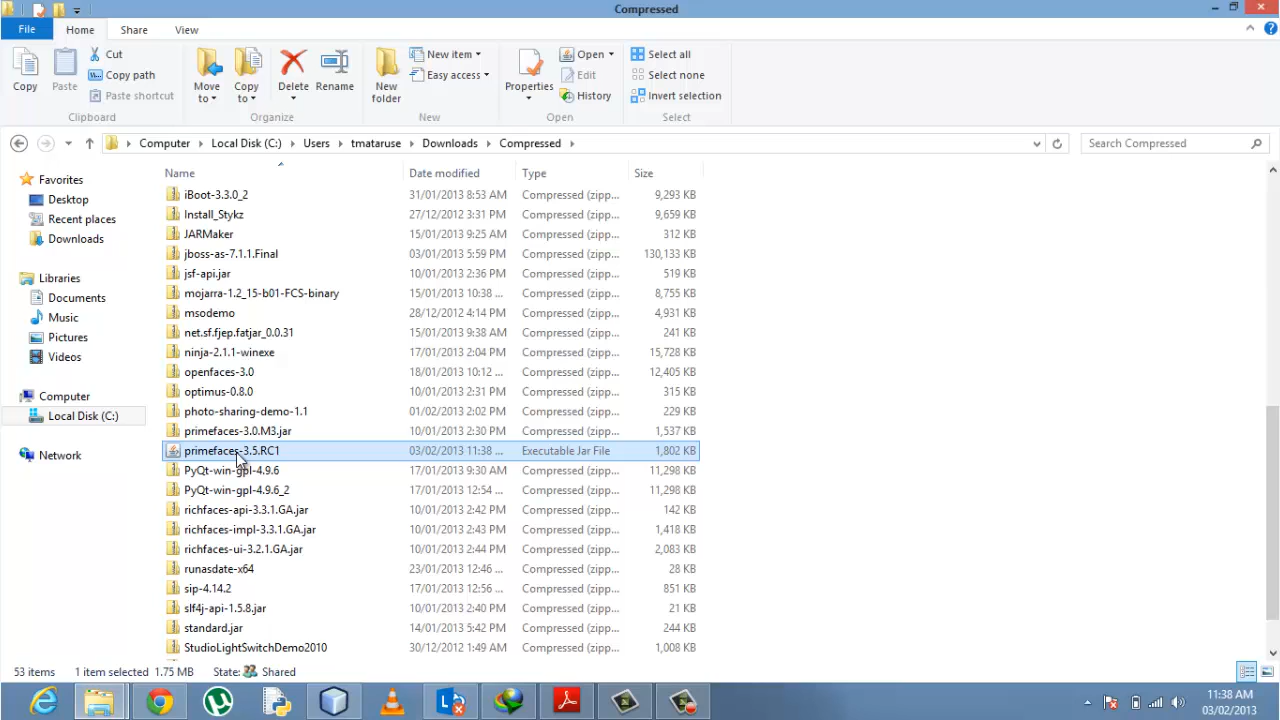 Compressed
File Home Share View
Copy
Paste
Cut
Copy path
Paste shortcut
Clipboard
Move to
Copy to
Delete
Rename
Organize
New folder
New item
Easy access
New
Properties
Open
Edit
History
Open
Select all
Select none
Invert selection
Select
Computer Local Disk (C:) Users tmataruse Downloads Compressed
Search Compressed
Favorites
Desktop
Recent places
Downloads
Libraries
Documents
Music
Pictures
Videos
Computer
Local Disk (C:)
Network
Name Date modified Type Size
iBoot-3.3.0_2 31/01/2013 8:53 AM Compressed (zipp... 9,293 KB
Install_Stykz 27/12/2012 3:31 PM Compressed (zipp... 9,659 KB
JARMaker 15/01/2013 9:25 AM Compressed (zipp... 312 KB
jboss-as-7.1.1.Final 03/01/2013 5:59 PM Compressed (zipp... 130,133 KB
jsf-api.jar 10/01/2013 2:36 PM Compressed (zipp... 519 KB
mojarra-1.2_15-b01-FCS-binary 15/01/2013 10:38 ... Compressed (zipp... 8,755 KB
msodemo 28/12/2012 4:14 PM Compressed (zipp... 4,931 KB
net.sf.fjep.fatjar_0.0.31 15/01/2013 9:38 AM Compressed (zipp... 241 KB
ninja-2.1.1-winexe 17/01/2013 2:04 PM Compressed (zipp... 15,728 KB
openfaces-3.0 18/01/2013 10:12 ... Compressed (zipp... 12,405 KB
optimus-0.8.0 10/01/2013 2:31 PM Compressed (zipp... 315 KB
photo-sharing-demo-1.1 01/02/2013 2:02 PM Compressed (zipp... 229 KB
primefaces-3.0.M3.jar 10/01/2013 2:30 PM Compressed (zipp... 1,537 KB
primefaces-3.5.RC1 03/02/2013 11:38 ... Executable Jar File 1,802 KB
PyQt-win-gpl-4.9.6 17/01/2013 9:30 AM Compressed (zipp... 11,298 KB
PyQt-win-gpl-4.9.6_2 17/01/2013 12:54 ... Compressed (zipp... 11,298 KB
richfaces-api-3.3.1.GA.jar 10/01/2013 2:42 PM Compressed (zipp... 142 KB
richfaces-impl-3.3.1.GA.jar 10/01/2013 2:43 PM Compressed (zipp... 1,418 KB
richfaces-ui-3.2.1.GA.jar 10/01/2013 2:44 PM Compressed (zipp... 2,083 KB
runasdate-x64 23/01/2013 12:46 ... Compressed (zipp... 28 KB
sip-4.14.2 17/01/2013 12:56 ... Compressed (zipp... 851 KB
slf4j-api-1.5.8.jar 10/01/2013 2:40 PM Compressed (zipp... 21 KB
standard.jar 14/01/2013 5:42 PM Compressed (zipp... 244 KB
StudioLightSwitchDemo2010 30/12/2012 1:49 AM Compressed (zipp... 1,008 KB
53 items 1 item selected 1.75 MB State: Shared
11:38 AM
03/02/2013